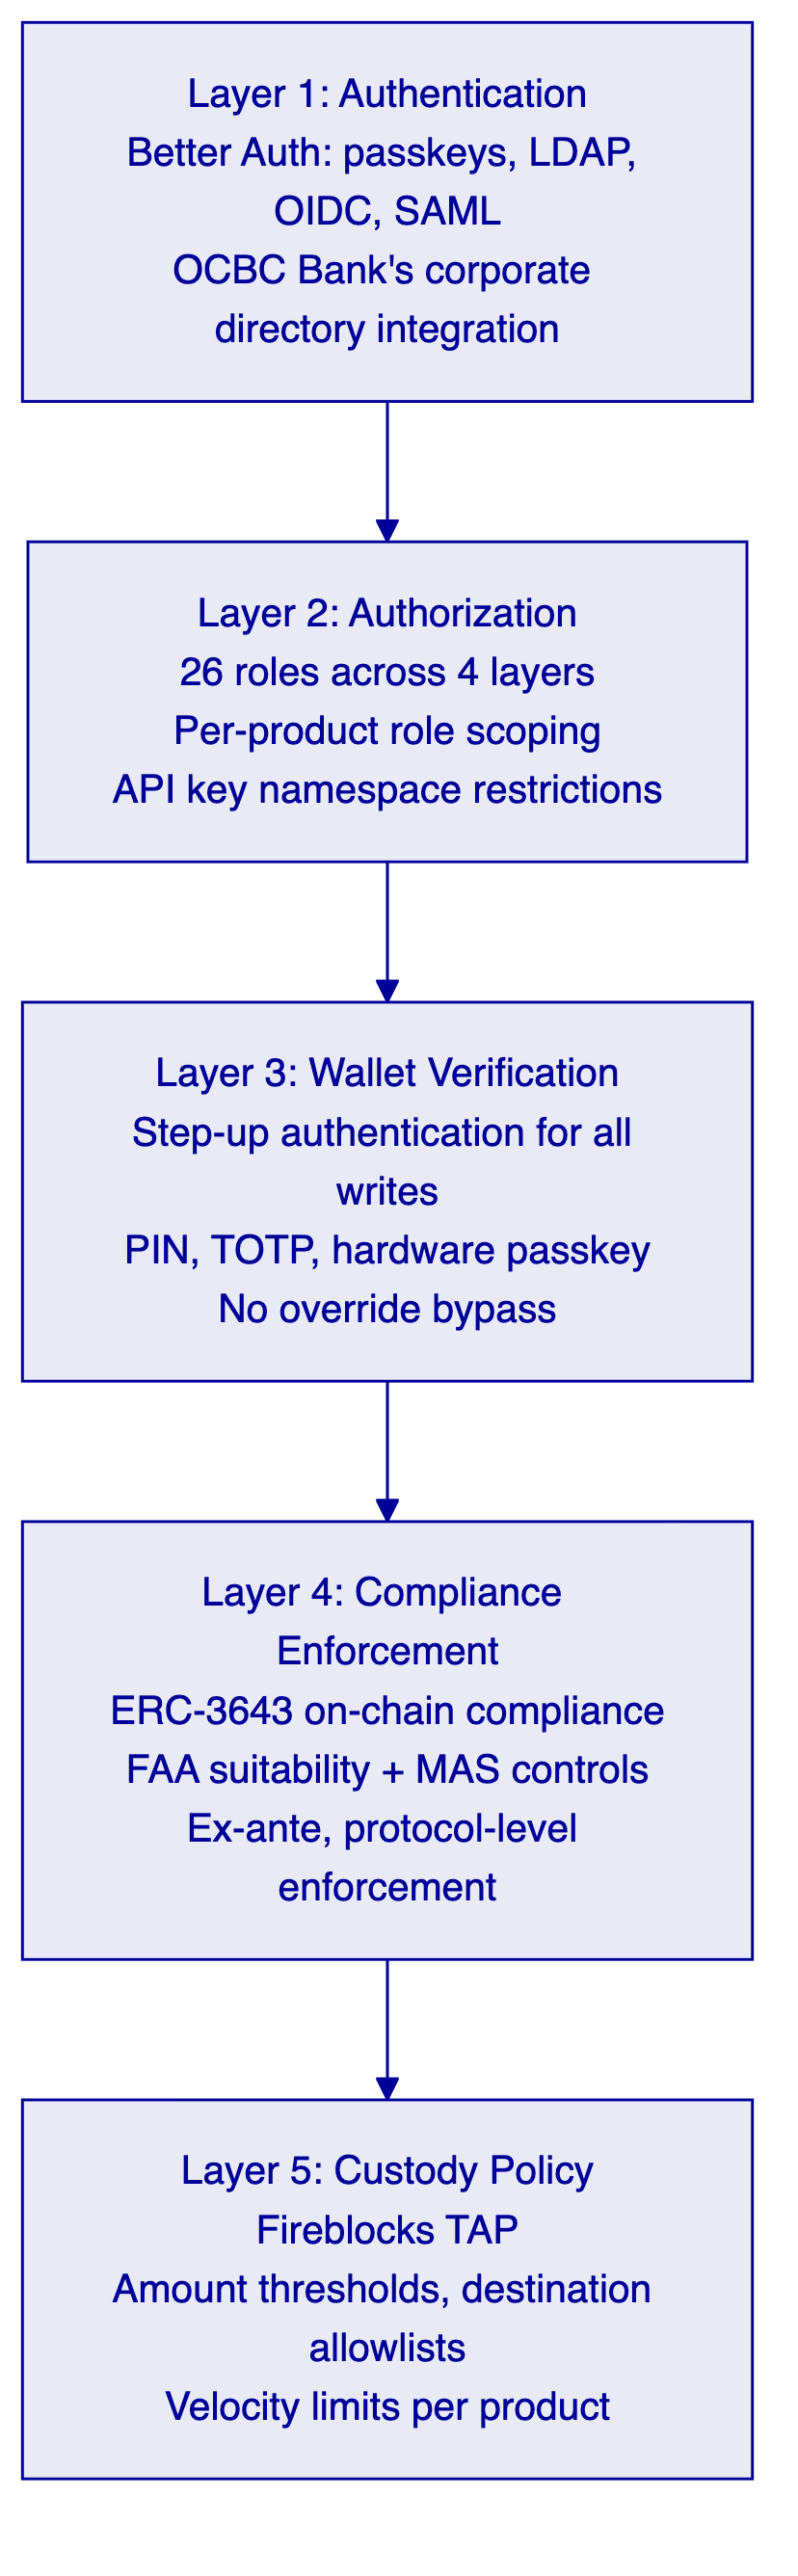 Layer 1: Authentication
Better Auth: passkeys, LDAP,
OIDC, SAML
OCBC Bank's corporate
directory integration
Layer 2: Authorization
26 roles across 4 layers
Per-product role scoping
API key namespace restrictions
Layer 3: Wallet Verification
Step-up authentication for all
writes
PIN, TOTP, hardware passkey
No override bypass
Layer 4: Compliance
Enforcement
ERC-3643 on-chain compliance
FAA suitability + MAS controls
Ex-ante, protocol-level
enforcement
Layer 5: Custody Policy
Fireblocks TAP
Amount thresholds, destination
allowlists
Velocity limits per product